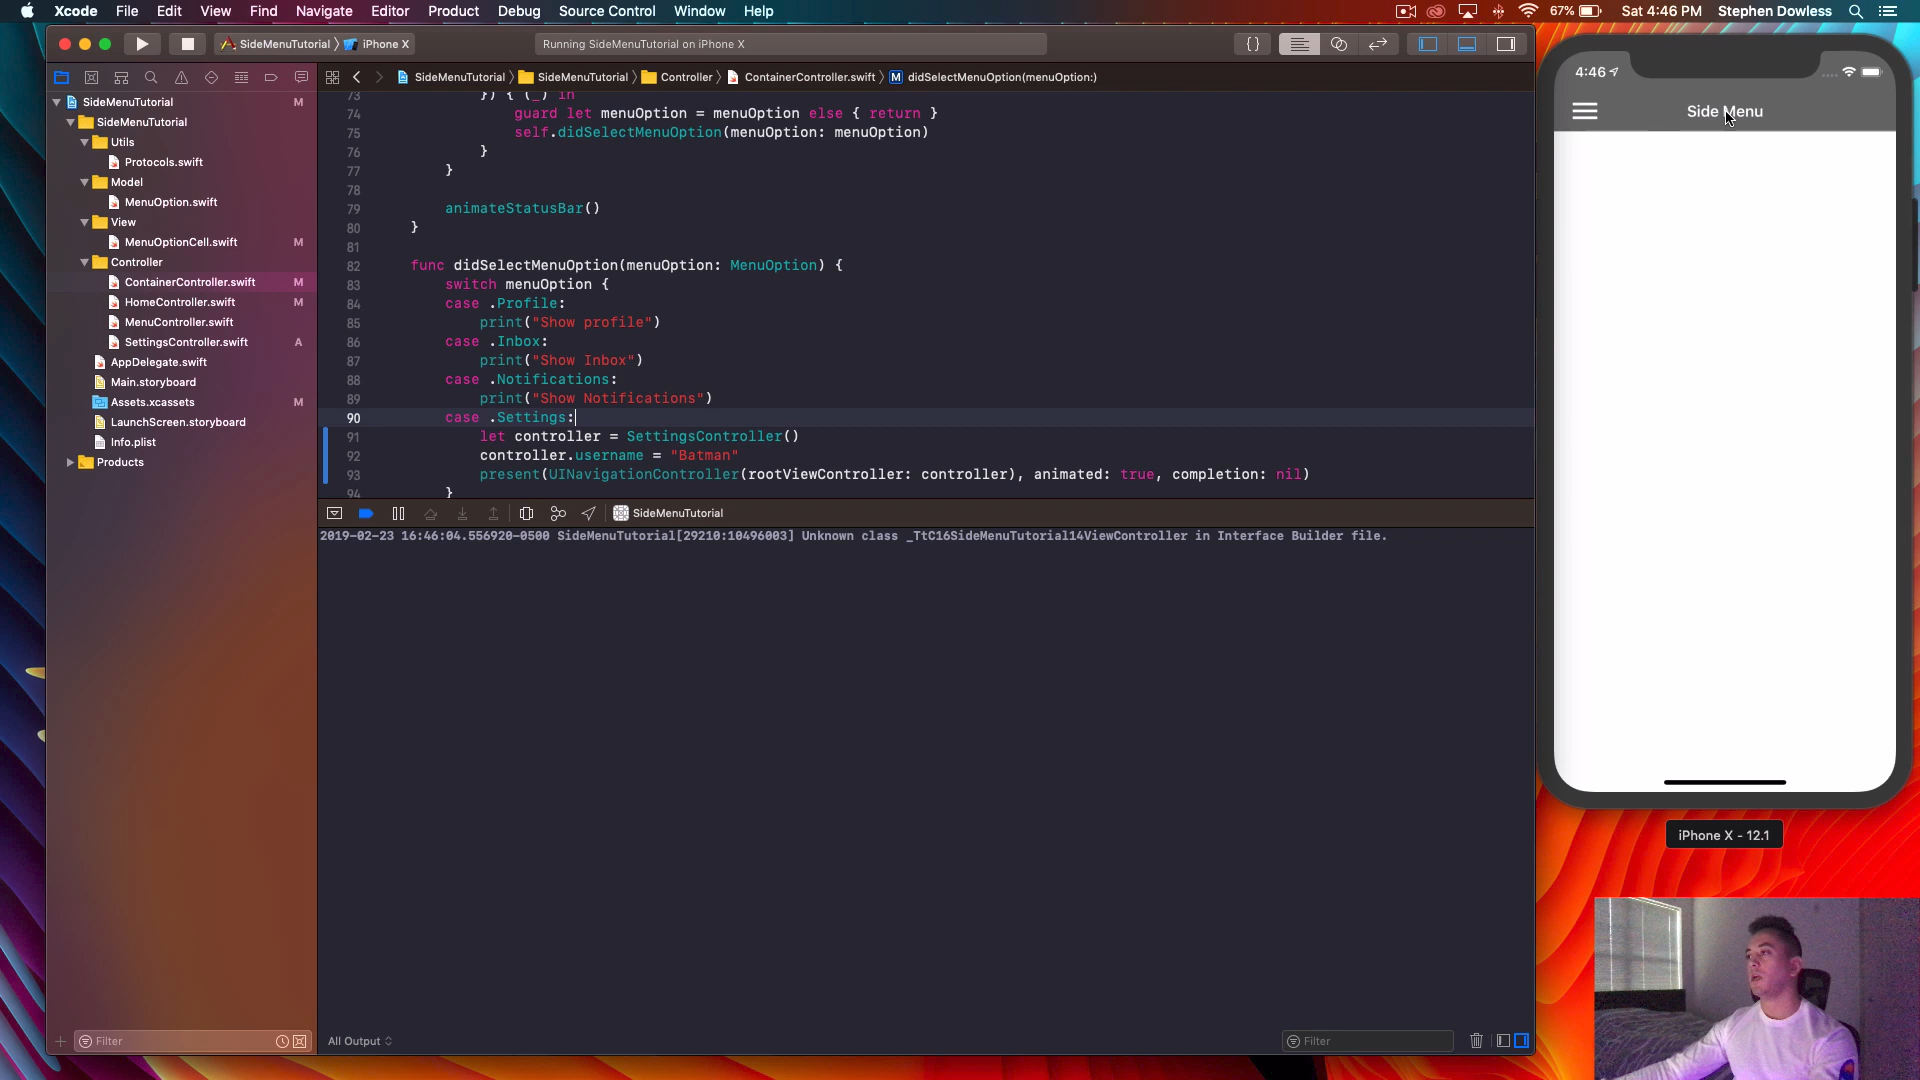 Xcode File Edit View Find Navigate Editor Product Debug Source Control Window Help
67% Sat 4:46 PM Stephen Dowless
SideMenuTutorial iPhone X
Running SideMenuTutorial on iPhone X
{}
SideMenuTutorial SideMenuTutorial Controller ContainerController.swift M didSelectMenuOption(menuOption:)
SideMenuTutorial M
SideMenuTutorial
Utils
Protocols.swift
Model
MenuOption.swift
View
MenuOptionCell.swift M
Controller
ContainerController.swift M
HomeController.swift M
MenuController.swift
SettingsController.swift A
AppDelegate.swift
Main.storyboard
Assets.xcassets M
LaunchScreen.storyboard
Info.plist
Products
Filter
73 }) { (_) in
74 guard let menuOption = menuOption else { return }
75 self.didSelectMenuOption(menuOption: menuOption)
76 }
77 }
78
79 animateStatusBar()
80 }
81
82 func didSelectMenuOption(menuOption: MenuOption) {
83 switch menuOption {
84 case .Profile:
85 print("Show profile")
86 case .Inbox:
87 print("Show Inbox")
88 case .Notifications:
89 print("Show Notifications")
90 case .Settings:
91 let controller = SettingsController()
92 controller.username = "Batman"
93 present(UINavigationController(rootViewController: controller), animated: true, completion: nil)
94 }
SideMenuTutorial
2019-02-23 16:46:04.556920-0500 SideMenuTutorial[29210:10496003] Unknown class _TtC16SideMenuTutorial14ViewController in Interface Builder file.
All Output
Filter
4:46
Side Menu
iPhone X - 12.1